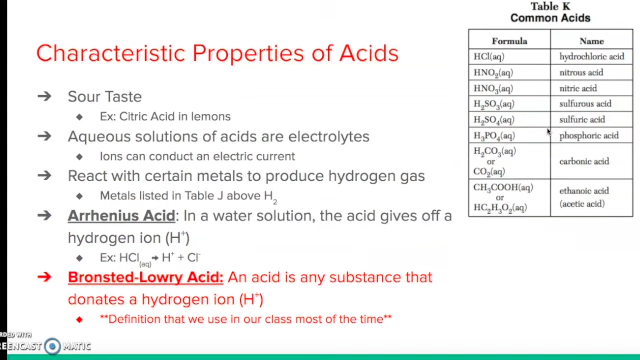 Characteristic Properties of Acids
➔ Sour Taste
◆ Ex: Citric Acid in lemons
➔ Aqueous solutions of acids are electrolytes
◆ Ions can conduct an electric current
➔ React with certain metals to produce hydrogen gas
◆ Metals listed in Table J above H₂
➔ Arrhenius Acid: In a water solution, the acid gives off a
hydrogen ion (H⁺)
◆ Ex: HCl₍aq₎ → H⁺ + Cl⁻
➔ Bronsted-Lowry Acid: An acid is any substance that
donates a hydrogen ion (H⁺)
◆ **Definition that we use in our class most of the time**
Table K
Common Acids
Formula Name
HCl(aq) hydrochloric acid
HNO₂(aq) nitrous acid
HNO₃(aq) nitric acid
H₂SO₃(aq) sulfurous acid
H₂SO₄(aq) sulfuric acid
H₃PO₄(aq) phosphoric acid
H₂CO₃(aq)
or carbonic acid
CO₂(aq)
CH₃COOH(aq) ethanoic acid
or (acetic acid)
HC₂H₃O₂(aq)
RDED WITH
REENCAST MATIC